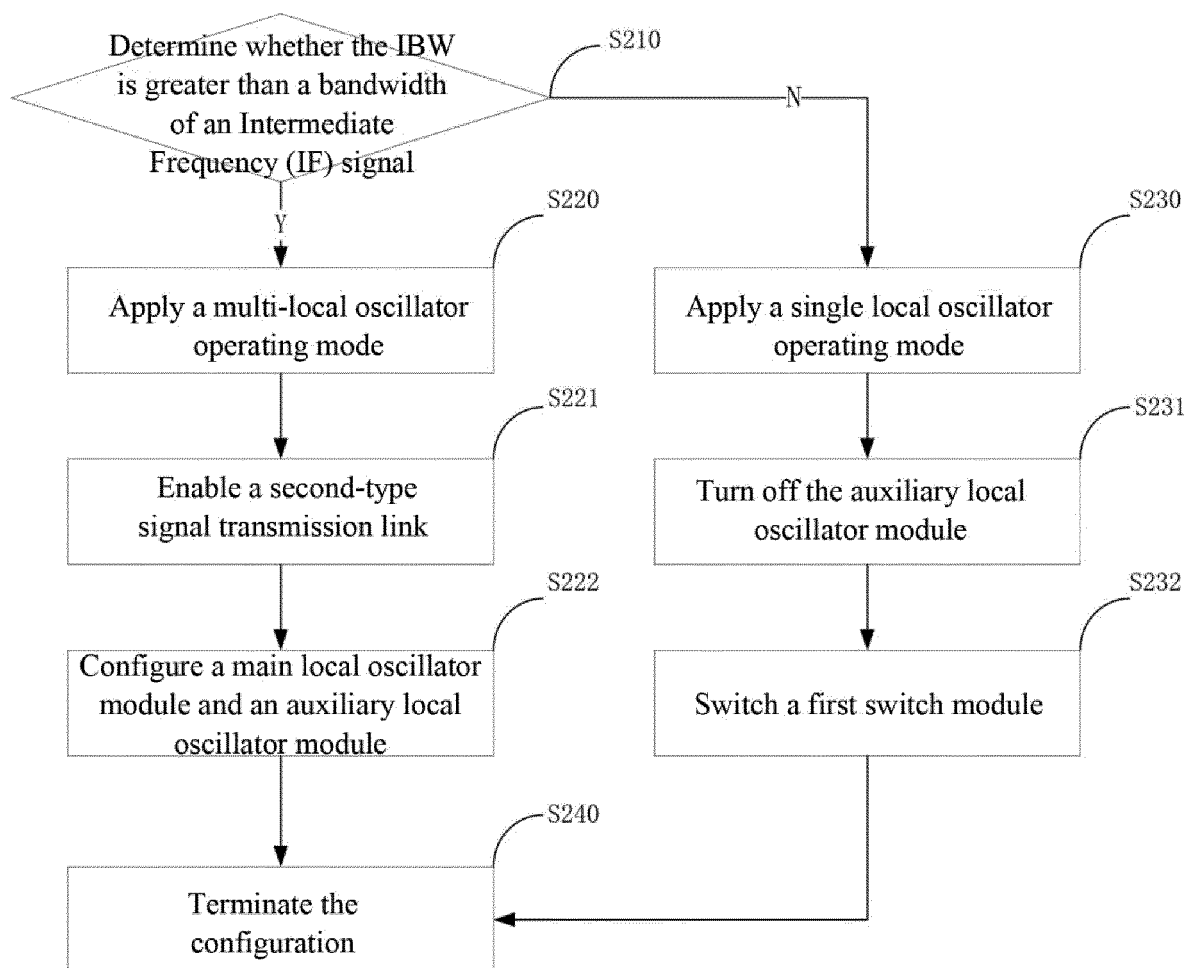 Determine whether the IBW
is greater than a bandwidth
of an Intermediate
Frequency (IF) signal
S210
N
Y
S220
Apply a multi-local oscillator
operating mode
S230
Apply a single local oscillator
operating mode
S221
Enable a second-type
signal transmission link
S231
Turn off the auxiliary local
oscillator module
S222
Configure a main local oscillator
module and an auxiliary local
oscillator module
S232
Switch a first switch module
S240
Terminate the
configuration